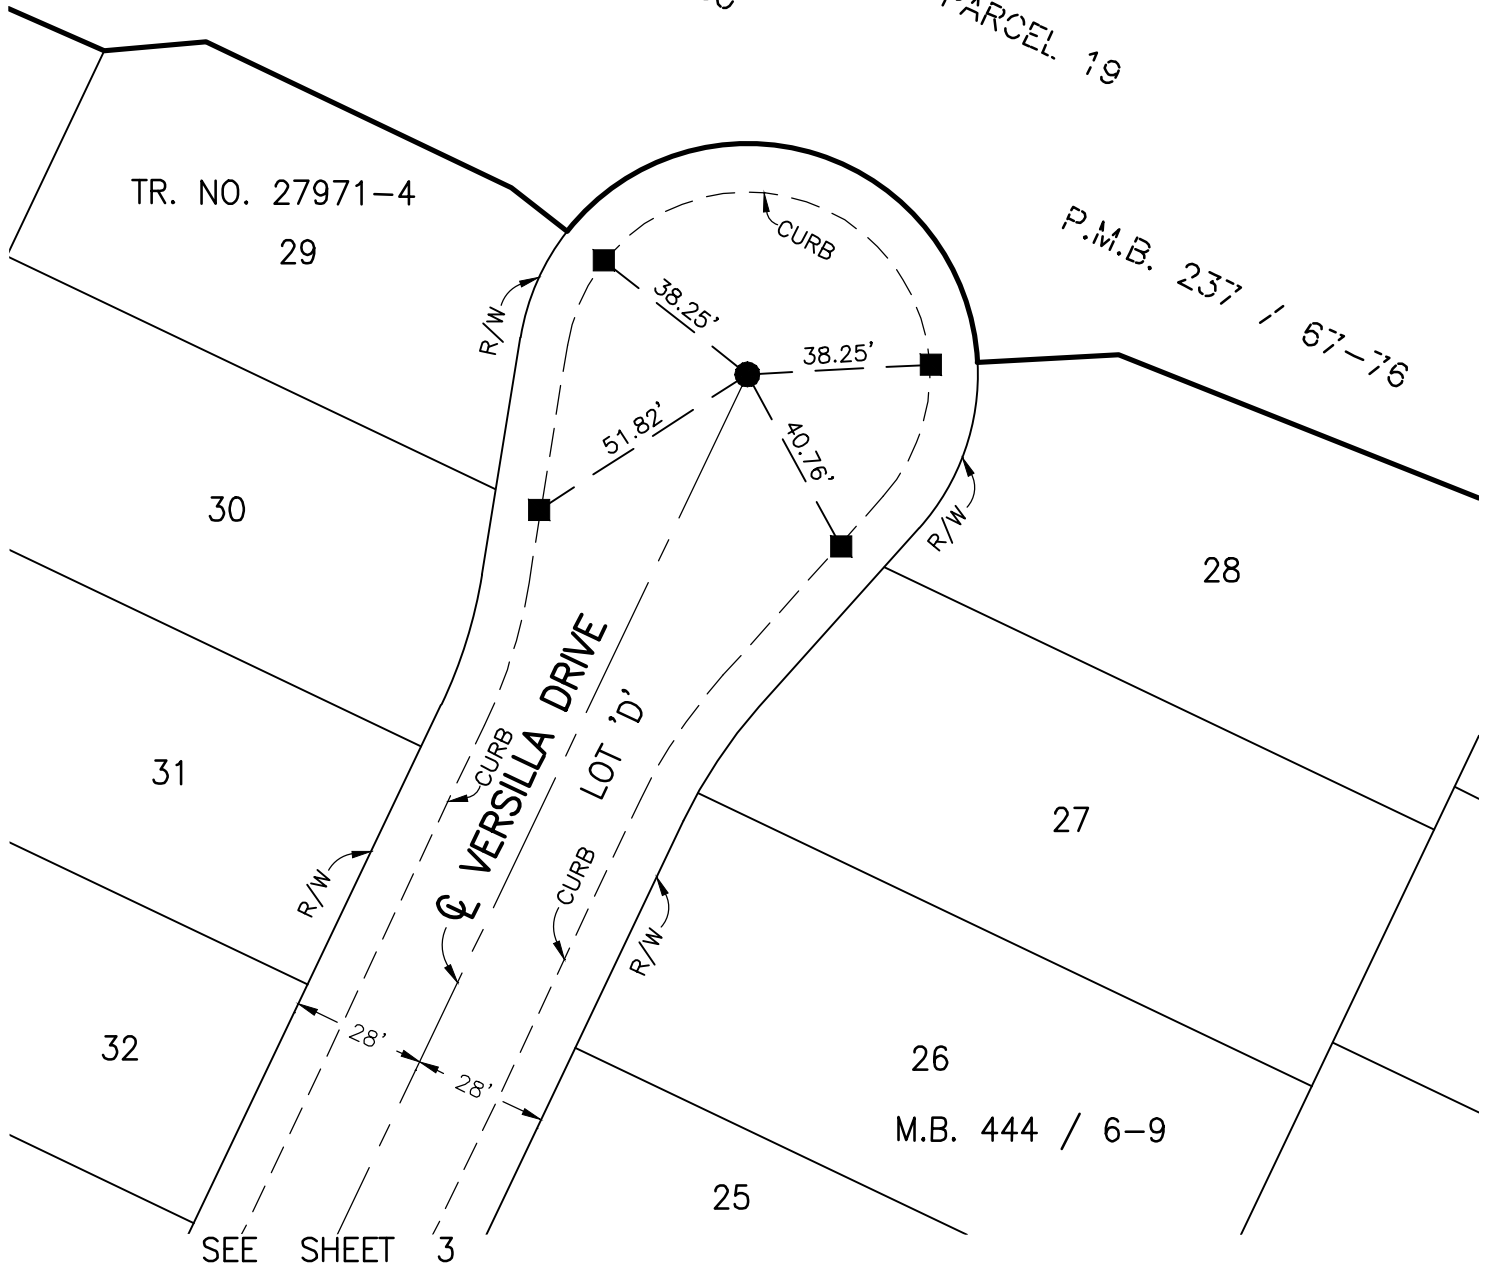 PARCEL 19
TR. NO. 27971-4
29
CURB
P.M.B. 237 / 67-76
R/W
38.25'
38.25'
51.82'
40.76'
30
R/W
28
CURB
℄ VERSILLA DRIVE
LOT 'D'
31
27
CURB
R/W
R/W
28'
28'
32
26
M.B. 444 / 6-9
25
SEE SHEET 3